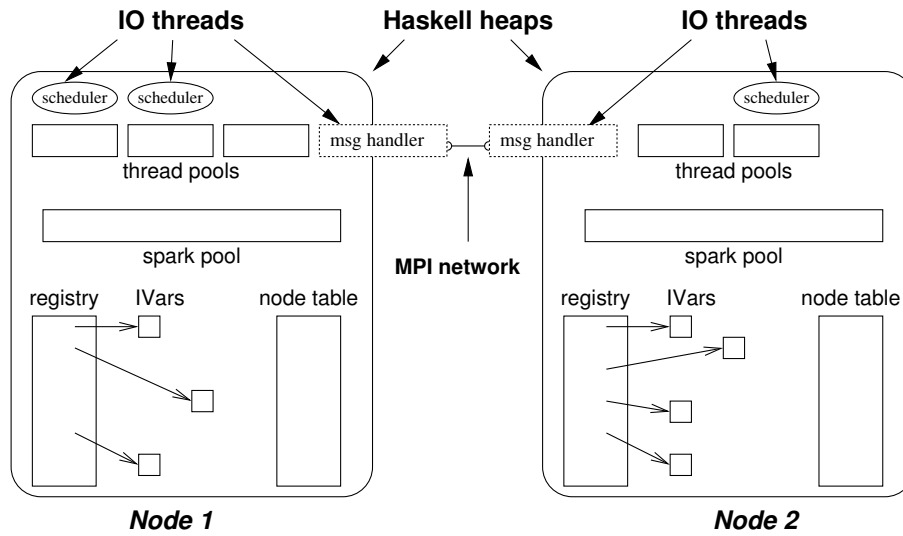 IO threads Haskell heaps IO threads
scheduler scheduler scheduler
msg handler msg handler
thread pools thread pools
spark pool spark pool
MPI network
registry IVars node table registry IVars node table
Node 1 Node 2